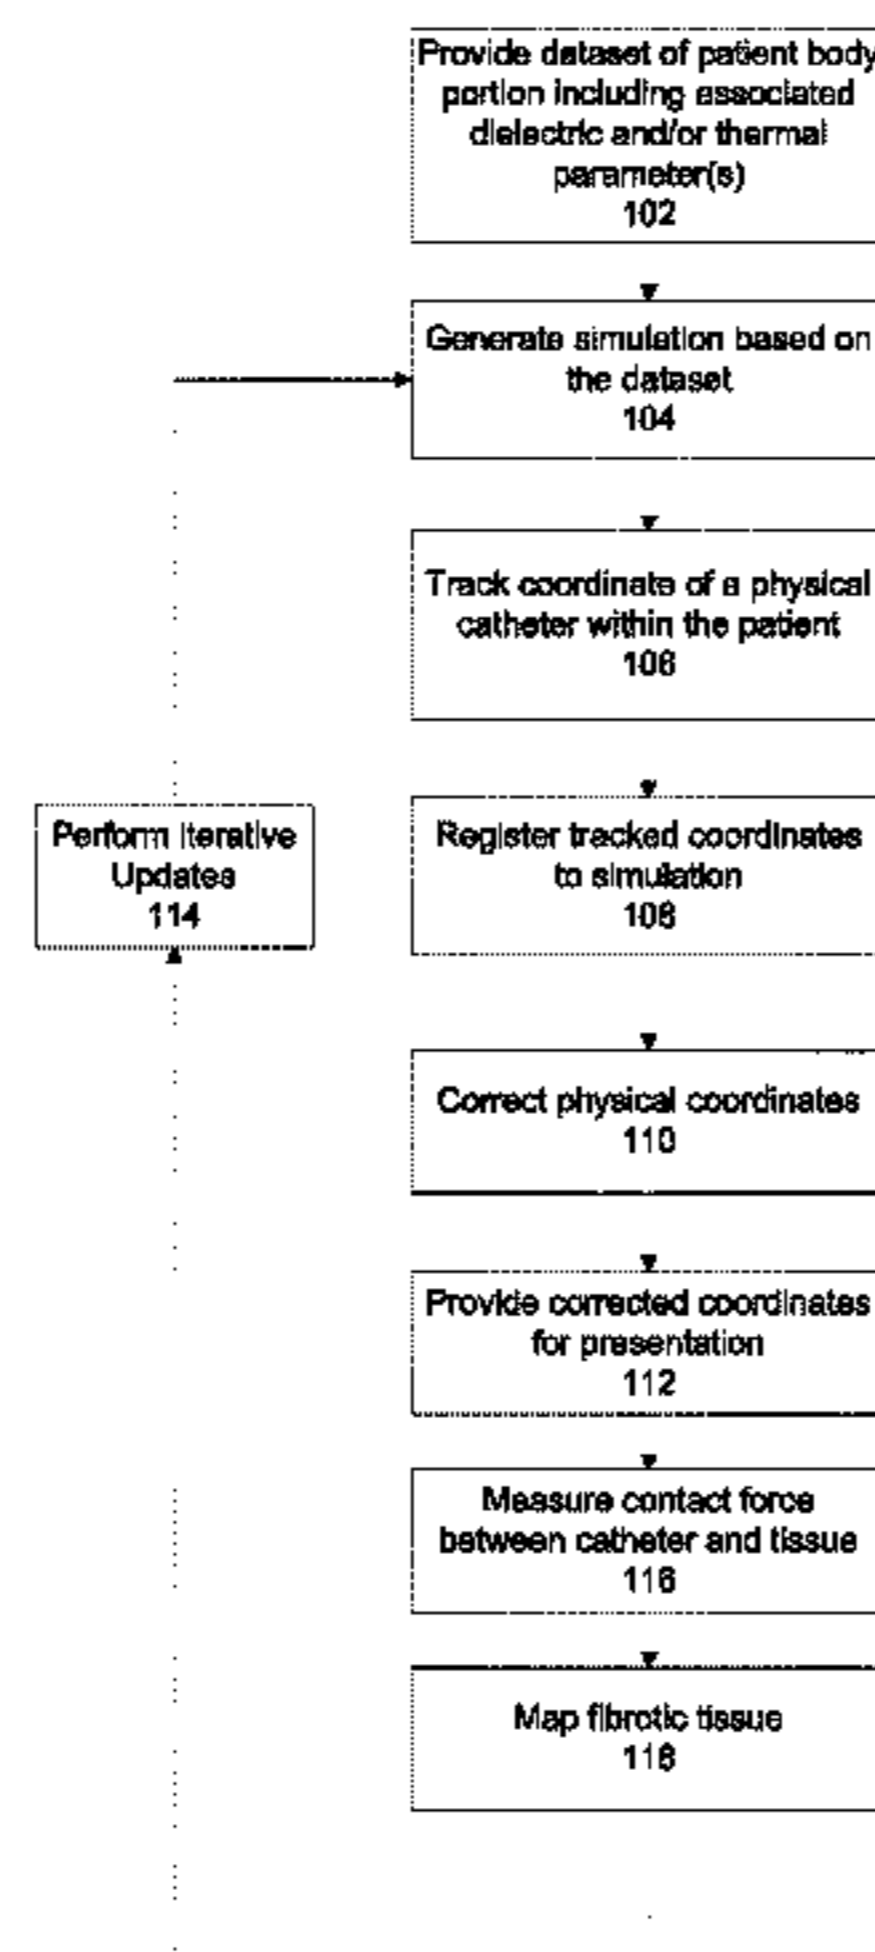 Provide dataset of patient body
portion including associated
dielectric and/or thermal
parameter(s)
102
Generate simulation based on
the dataset
104
Track coordinate of a physical
catheter within the patient
106
Perform Iterative
Updates
114
Register tracked coordinates
to simulation
108
Correct physical coordinates
110
Provide corrected coordinates
for presentation
112
Measure contact force
between catheter and tissue
116
Map fibrotic tissue
118